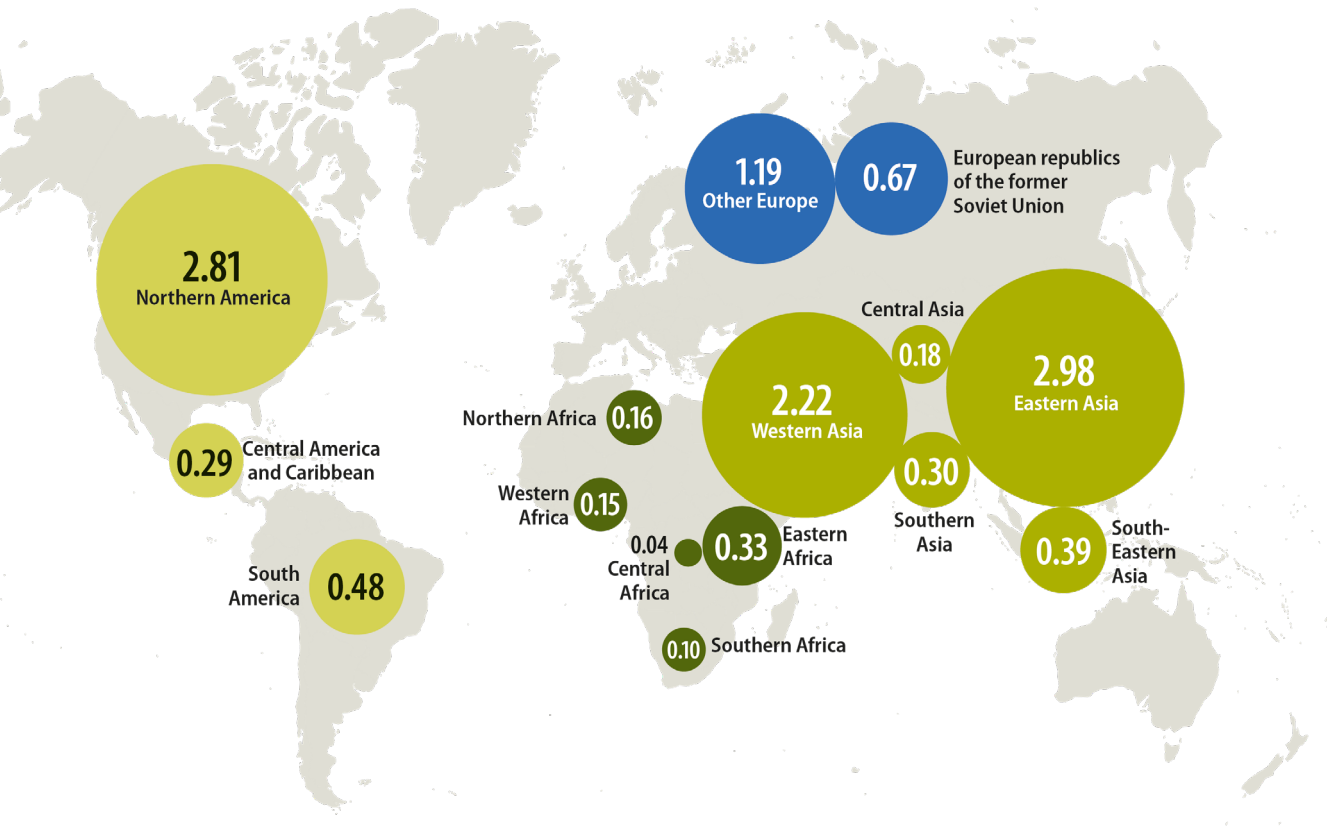 1.19
Other Europe
0.67
European republics
of the former
Soviet Union
2.81
Northern America
Central Asia
0.18
2.98
Eastern Asia
2.22
Western Asia
Northern Africa
0.16
0.29
Central America
and Caribbean
0.30
Southern
Asia
Western
Africa
0.15
0.04
Central
Africa
0.33
Eastern
Africa
0.39
South-
Eastern
Asia
South
America
0.48
0.10
Southern Africa